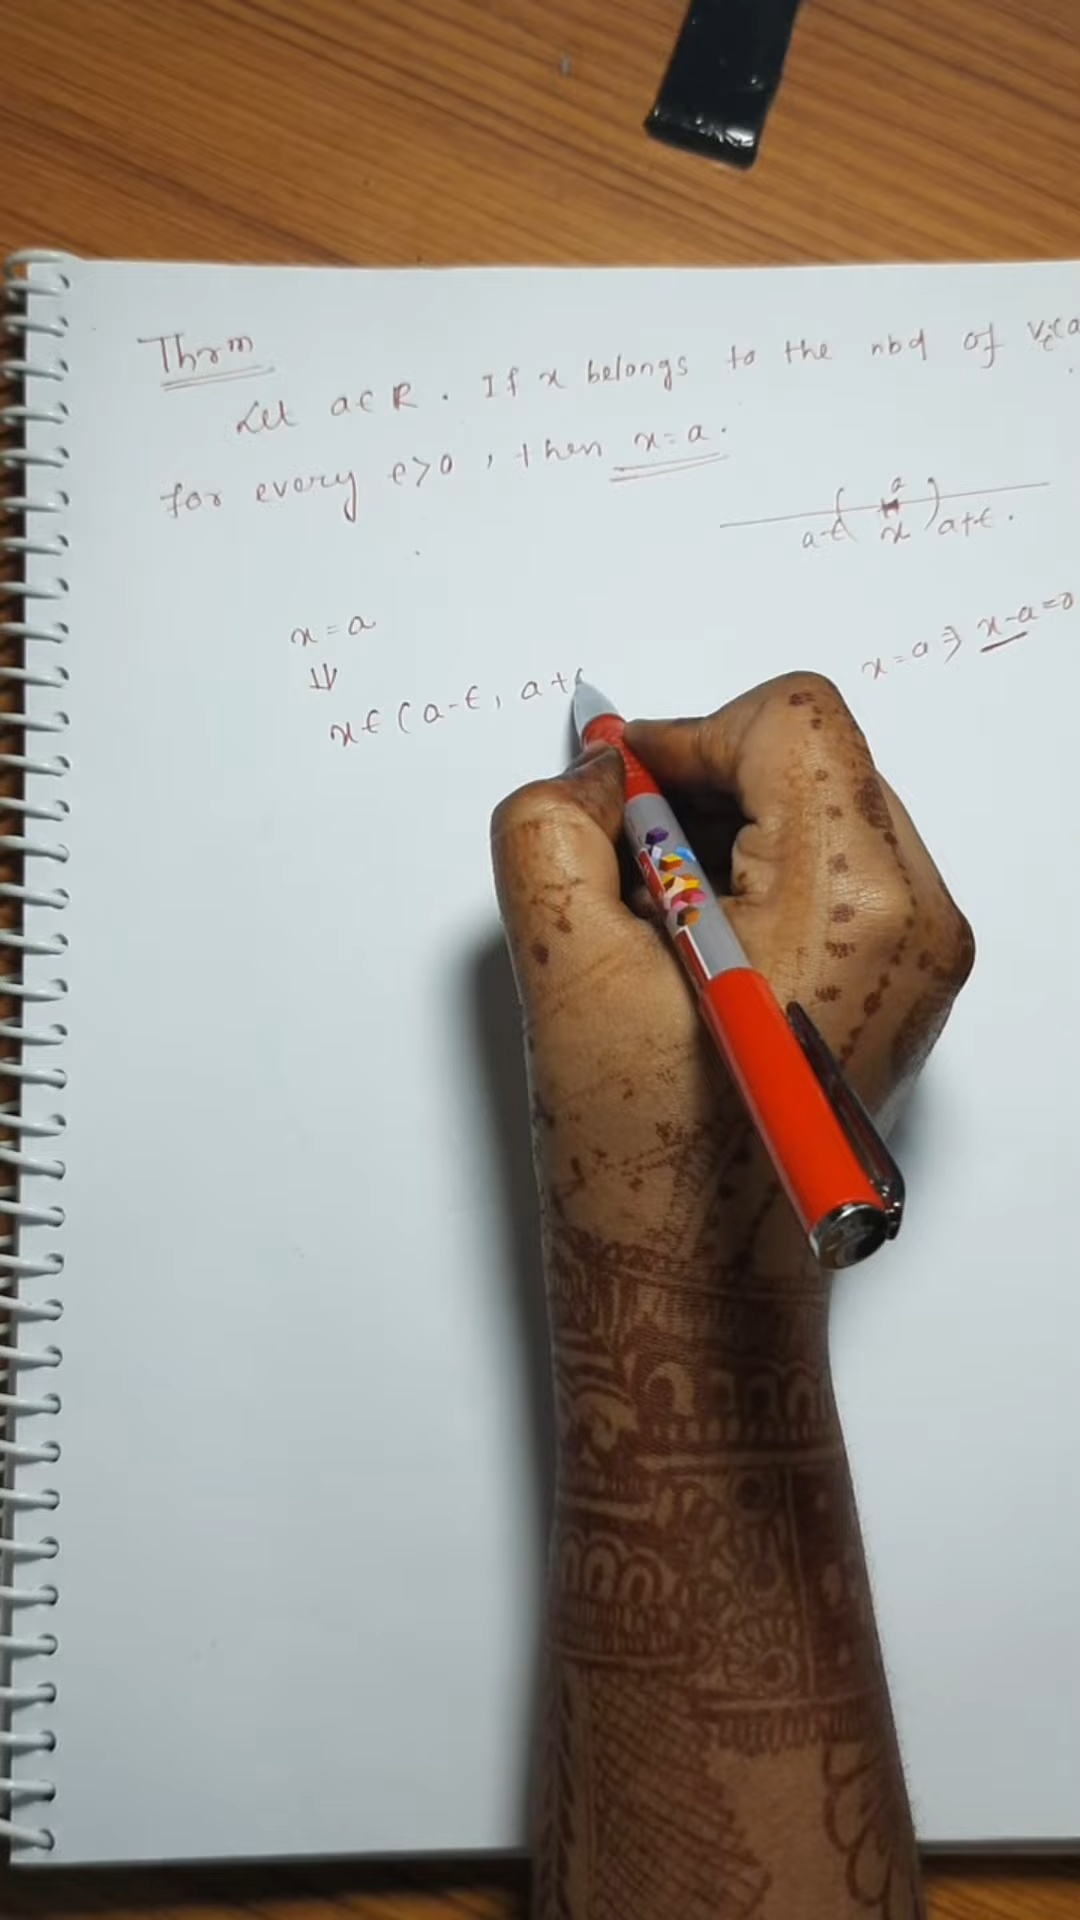 Thrm
Let a∈R. If x belongs to the nbd of Vε(a
for every ε>0, then x=a.
a
a-ε x a+ε.
x=a
⇓
x∈(a-ε, a+ε
x=a ⇒ x-a=0